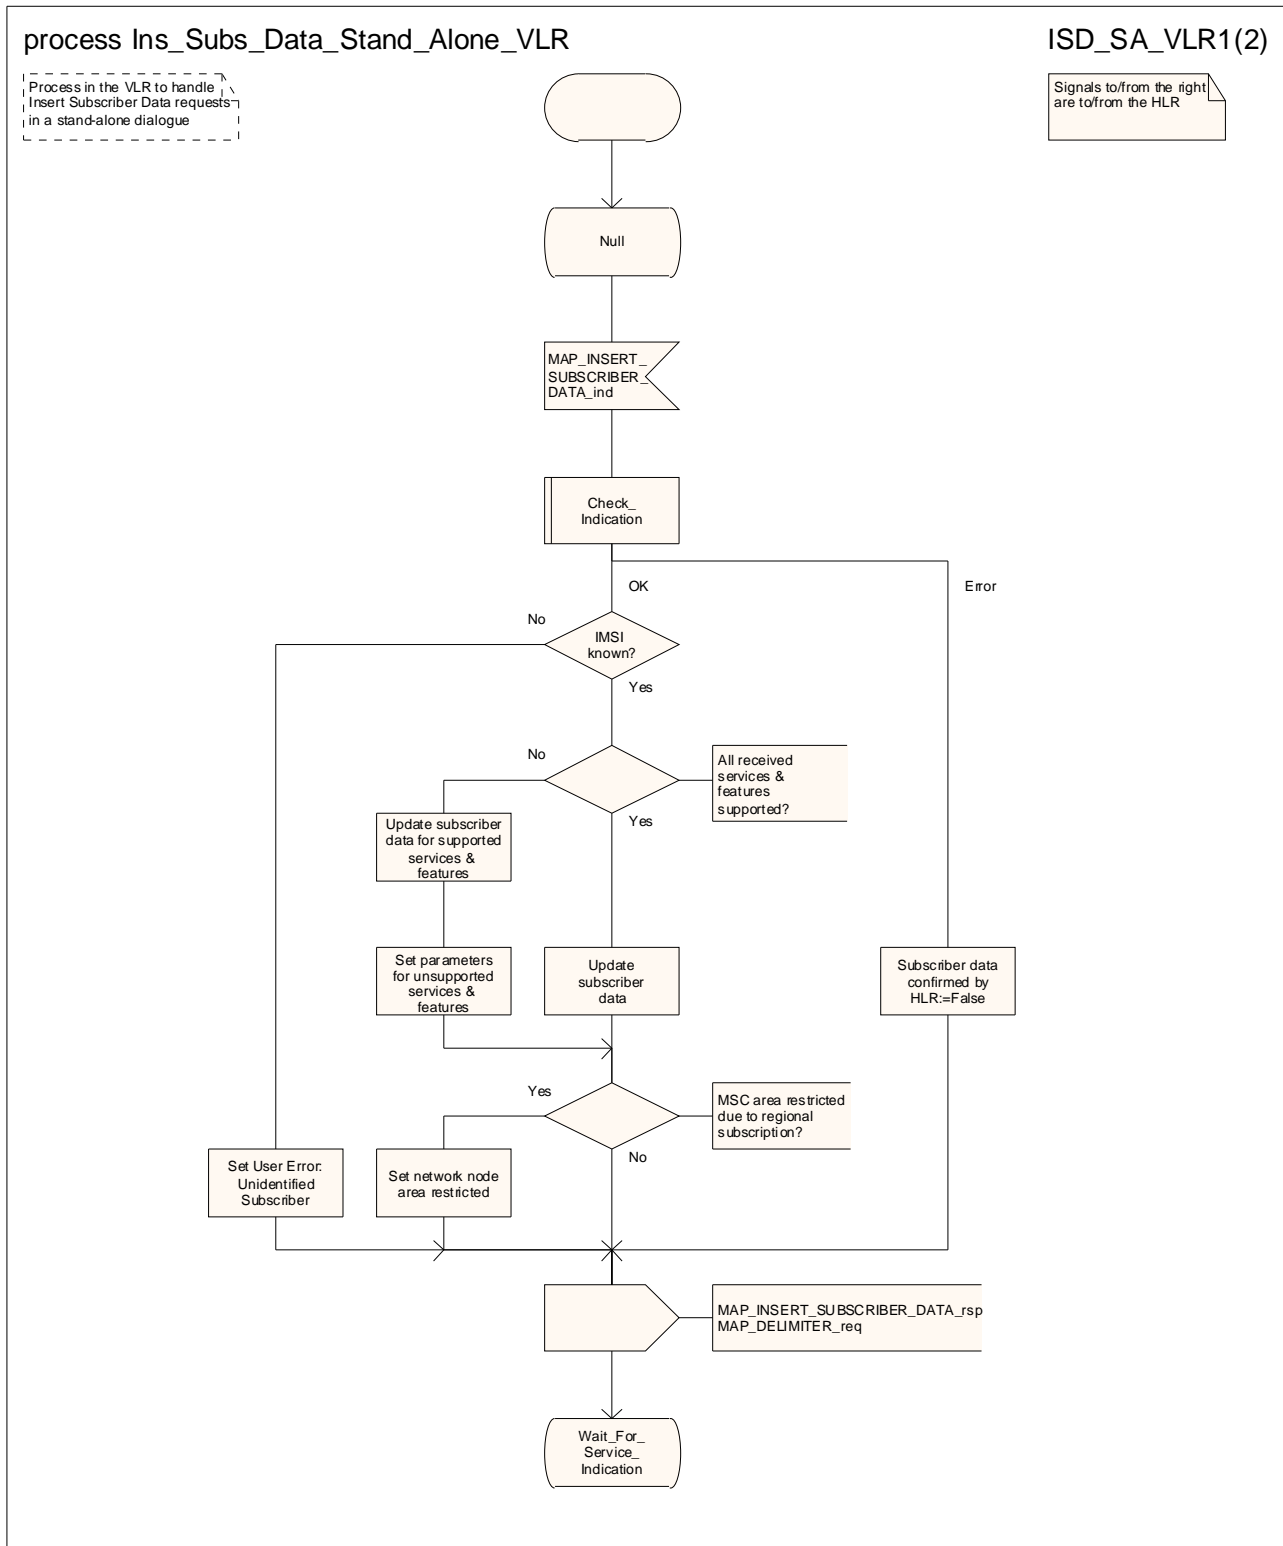 process Ins_Subs_Data_Stand_Alone_VLR
ISD_SA_VLR1(2)
Process in the VLR to handle
Insert Subscriber Data requests
in a stand-alone dialogue
Signals to/from the right
are to/from the HLR
Null
MAP_INSERT_
SUBSCRIBER_
DATA_ind
Check_
Indication
OK
Error
No
IMSI
known?
Yes
No
All received
services &
features
supported?
Yes
Update subscriber
data for supported
services &
features
Set parameters
for unsupported
services &
features
Update
subscriber
data
Subscriber data
confirmed by
HLR:=False
Yes
MSC area restricted
due to regional
subscription?
No
Set User Error:
Unidentified
Subscriber
Set network node
area restricted
MAP_INSERT_SUBSCRIBER_DATA_rsp
MAP_DELIMITER_req
Wait_For_
Service_
Indication